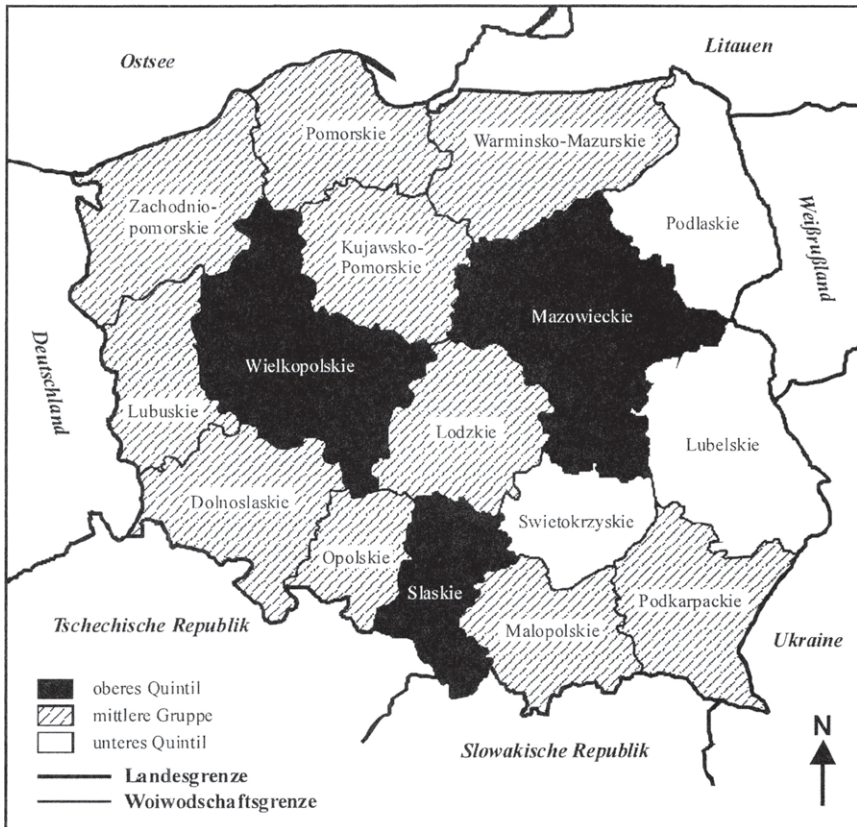 Ostsee
Litauen
Pomorskie
Warminsko-Mazurskie
Zachodnio-
pomorskie
Podlaskie
Kujawsko-
Pomorskie
Weißrußland
Mazowieckie
Deutschland
Wielkopolskie
Lubuskie
Lodzkie
Lubelskie
Dolnoslaskie
Swietokrzyskie
Opolskie
Slaskie
Podkarpackie
Malopolskie
Tschechische Republik
Ukraine
oberes Quintil
mittlere Gruppe
unteres Quintil
Slowakische Republik
N
Landesgrenze
Woiwodschaftsgrenze